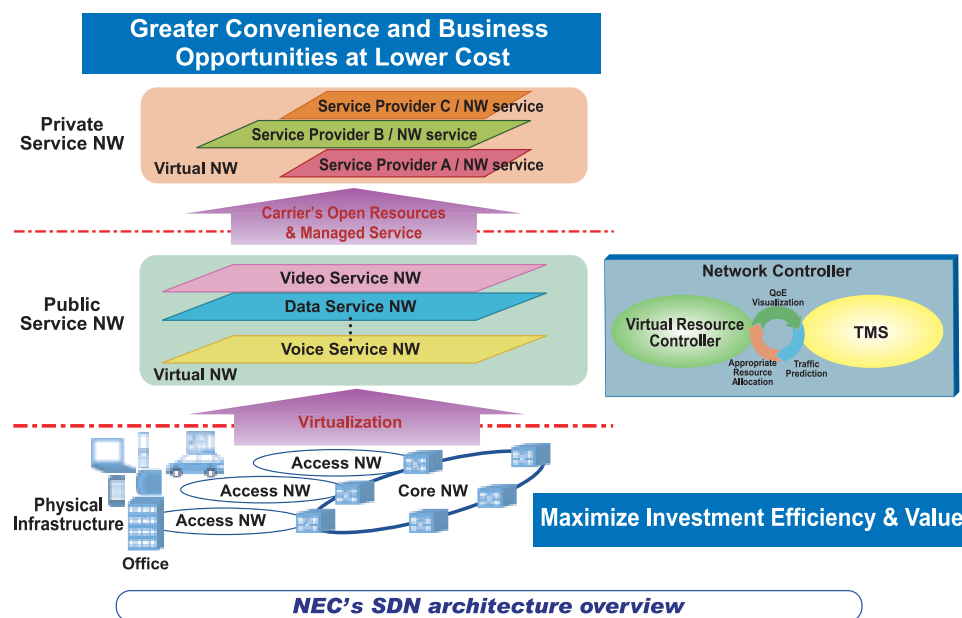 Greater Convenience and Business
Opportunities at Lower Cost
Private
Service NW
Service Provider C / NW service
Service Provider B / NW service
Service Provider A / NW service
Virtual NW
Carrier's Open Resources
& Managed Service
Public
Service NW
Video Service NW
Data Service NW
Voice Service NW
Virtual NW
Network Controller
QoE
Visualization
Virtual Resource
Controller
TMS
Appropriate
Resource
Allocation
Traffic
Prediction
Virtualization
Physical
Infrastructure
Access NW
Access NW
Access NW
Core NW
Office
Maximize Investment Efficiency & Value
NEC's SDN architecture overview